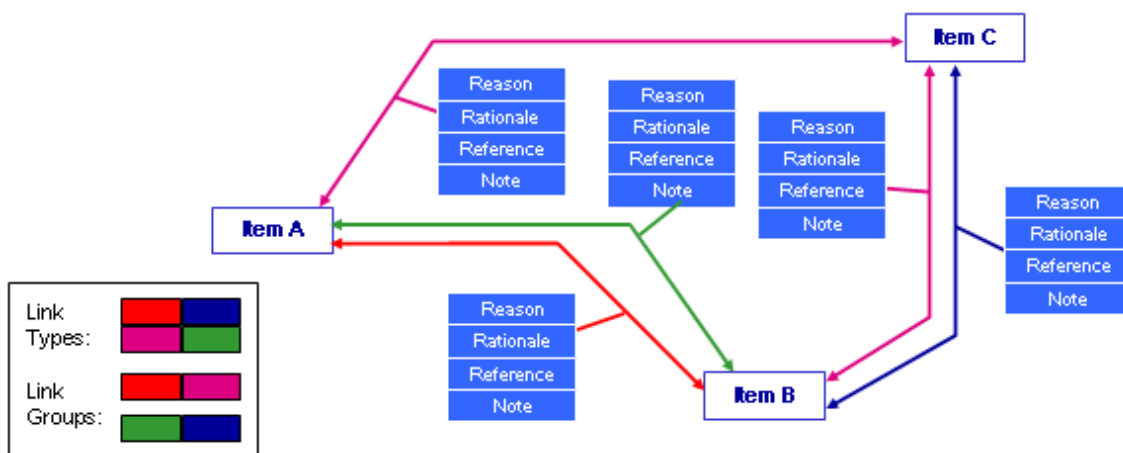 Item C
Reason
Rationale
Reference
Note
Reason
Rationale
Reference
Note
Reason
Rationale
Reference
Note
Item A
Reason
Rationale
Reference
Note
Reason
Rationale
Reference
Note
Item B
Link
Types:
Link
Groups: